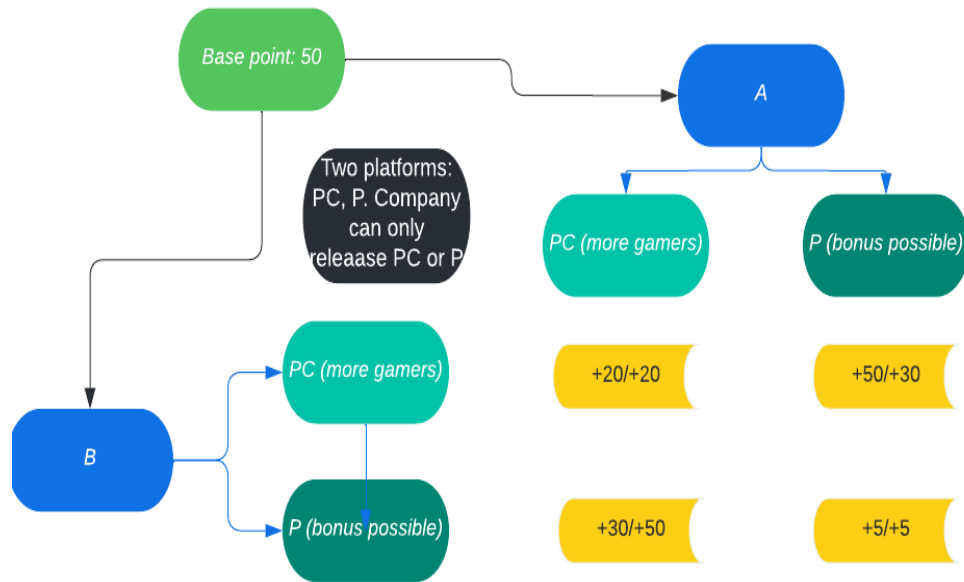 Base point: 50
A
Two platforms:
PC, P. Company
can only
releaase PC or P
PC (more gamers)
P (bonus possible)
PC (more gamers)
+20/+20
+50/+30
B
P (bonus possible)
+30/+50
+5/+5